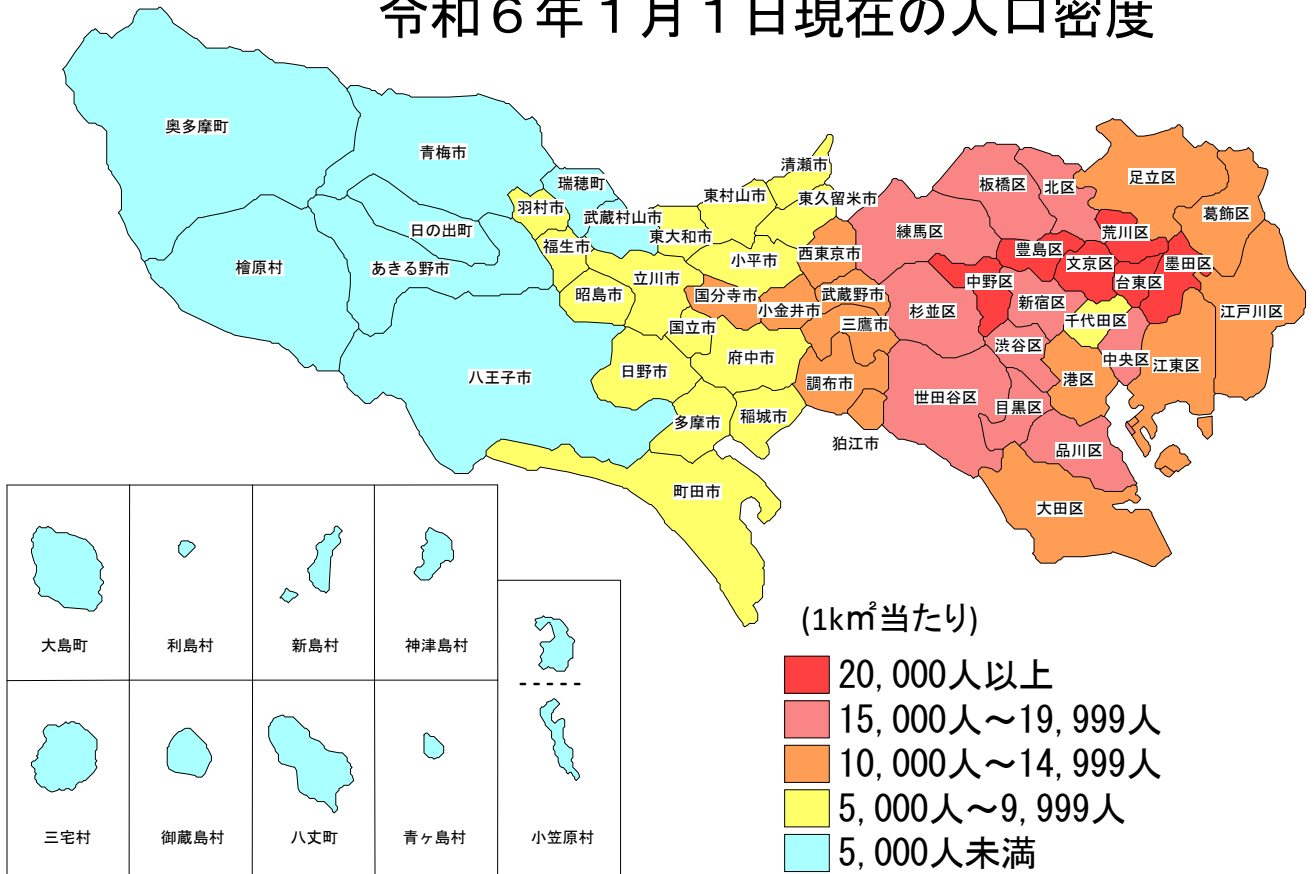 令和６年１月１日現在の人口密度
奥多摩町
青梅市
瑞穂町
羽村市
武蔵村山市
日の出町
檜原村
あきる野市
福生市
東大和市
東村山市
清瀬市
東久留米市
小平市
西東京市
立川市
昭島市
国分寺市
小金井市
武蔵野市
三鷹市
国立市
府中市
日野市
八王子市
調布市
多摩市
稲城市
狛江市
町田市
板橋区
北区
足立区
葛飾区
練馬区
荒川区
豊島区
文京区
台東区
墨田区
中野区
新宿区
千代田区
杉並区
江戸川区
渋谷区
中央区
江東区
港区
世田谷区
目黒区
品川区
大田区
大島町
利島村
新島村
神津島村
三宅村
御蔵島村
八丈町
青ヶ島村
小笠原村
(1k㎡当たり)
20,000人以上
15,000人～19,999人
10,000人～14,999人
5,000人～9,999人
5,000人未満